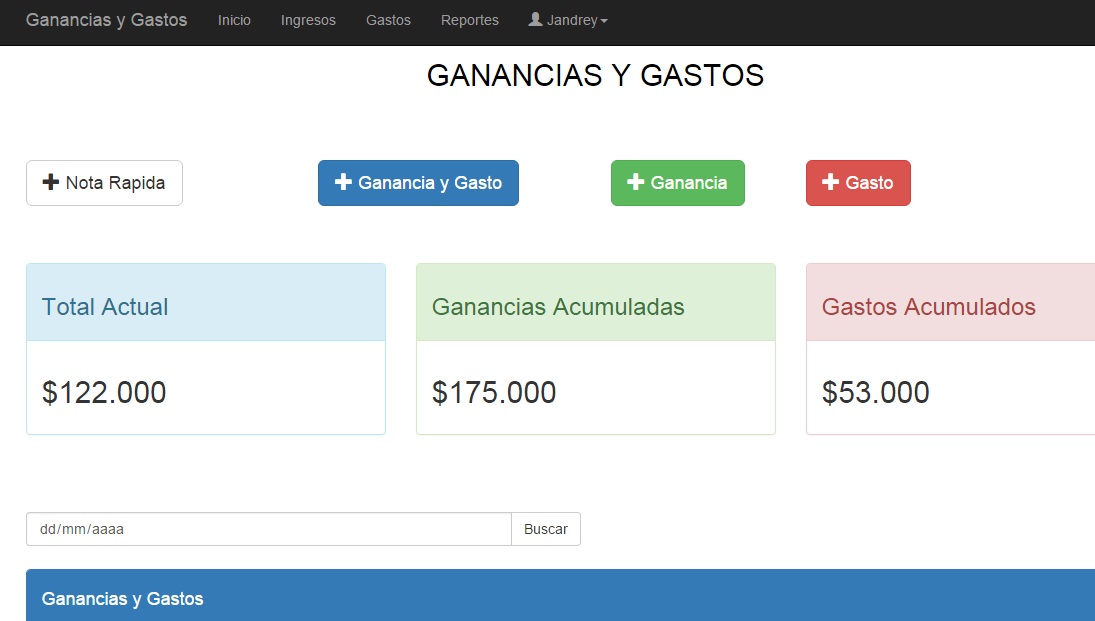 Ganancias y Gastos Inicio Ingresos Gastos Reportes Jandrey
GANANCIAS Y GASTOS
Nota Rapida Ganancia y Gasto Ganancia Gasto
Total Actual Ganancias Acumuladas Gastos Acumulados
$122.000 $175.000 $53.000
dd/mm/aaaa Buscar
Ganancias y Gastos